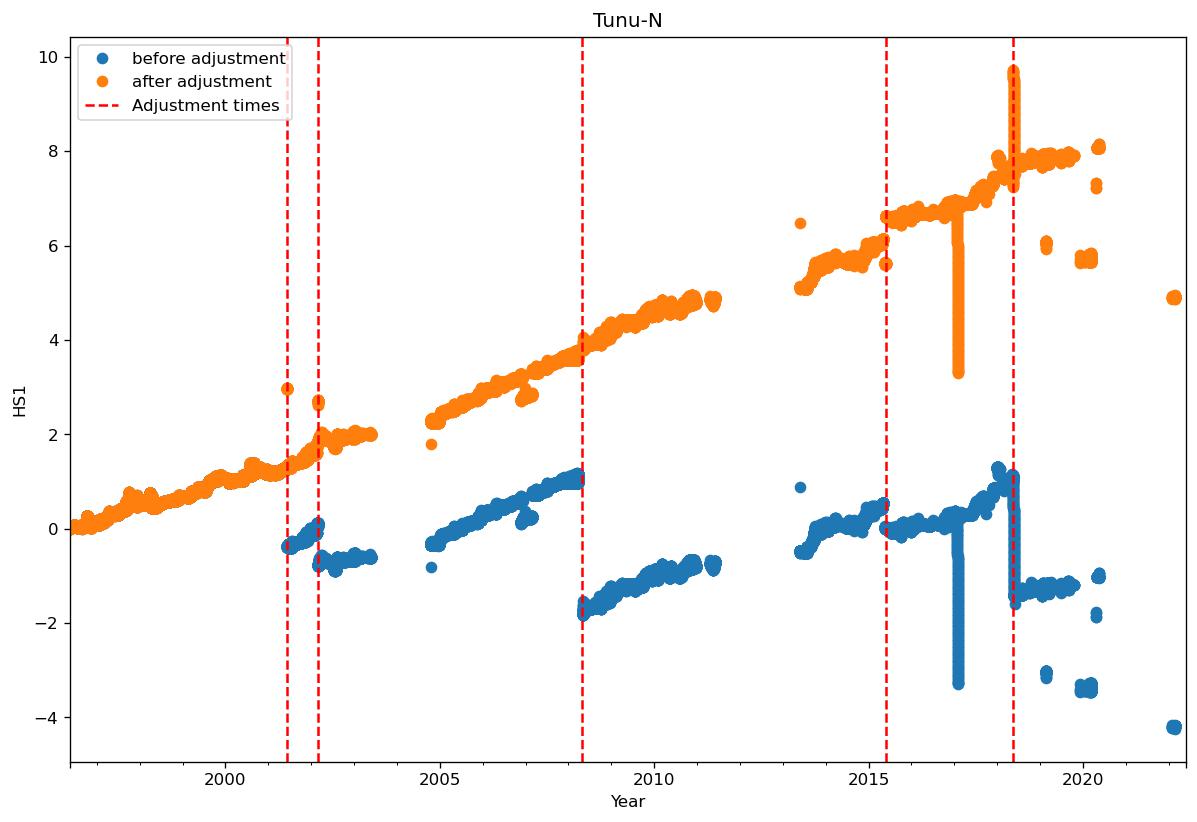 Tunu-N
before adjustment
after adjustment
Adjustment times
10
8
6
4
2
0
−2
−4
HS1
2000
2005
2010
2015
2020
Year